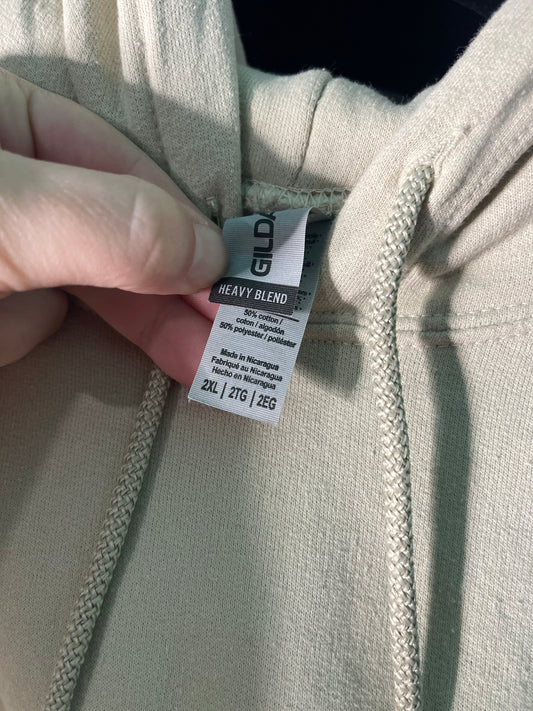 GILDA
HEAVY BLEND
50% cotton /
coton / algodón
50% polyester / poliéster
Made in Nicaragua
Fabriqué au Nicaragua
Hecho en Nicaragua
2XL | 2TG | 2EG